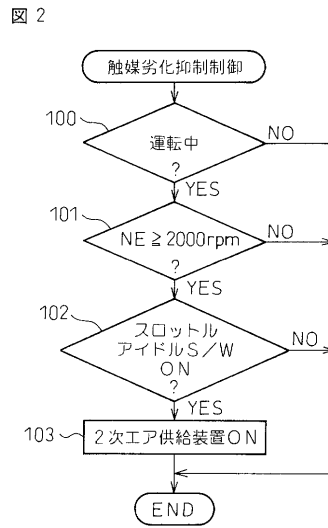 図 2
触媒劣化抑制制御
100
運転中
?
NO
YES
101
NE≧2000rpm
?
NO
YES
102
スロットル
アイドルS/W
ON
?
NO
YES
103
2次エア供給装置ON
END